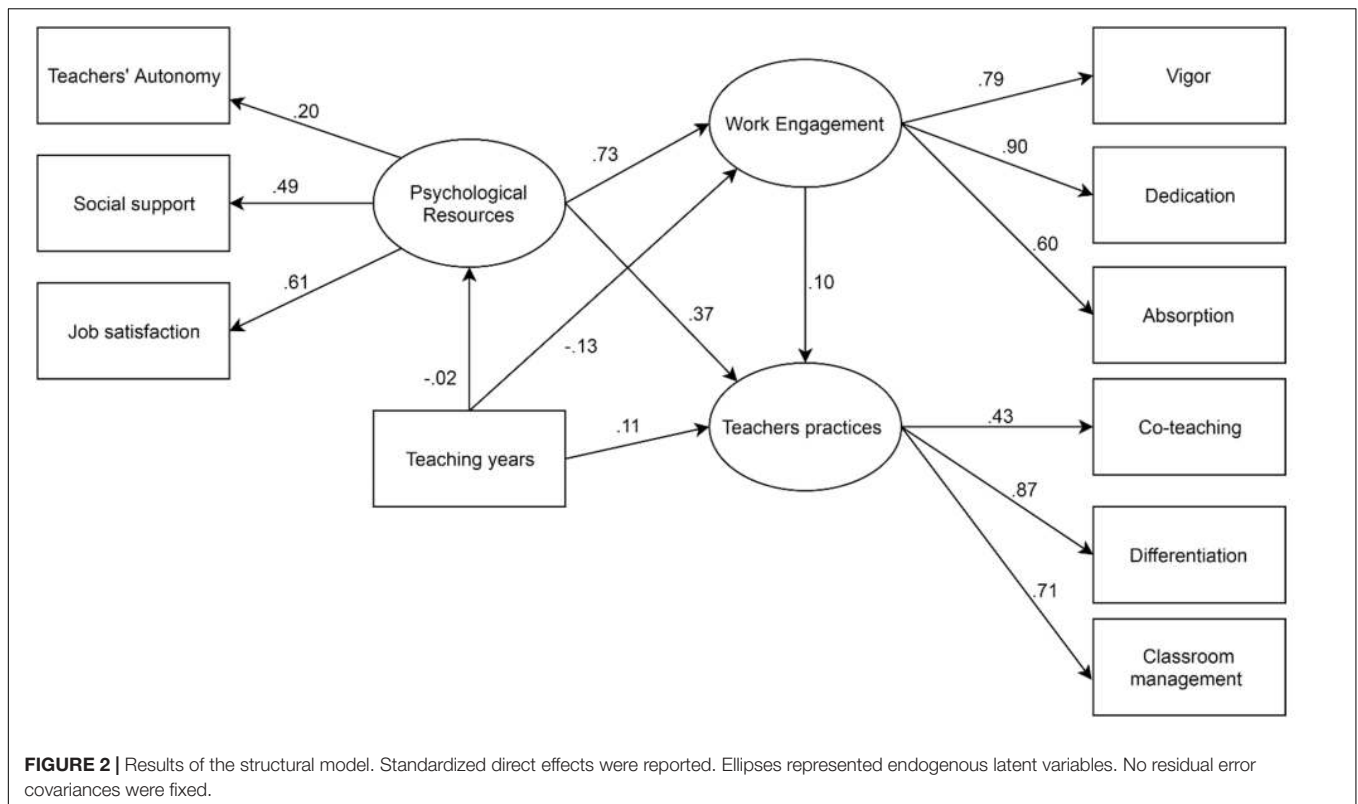 Teachers' Autonomy
.20
Social support
.49
Job satisfaction
.61
Psychological
Resources
-.02
Teaching years
.73
-.13
.37
.11
Work Engagement
.10
Teachers practices
.79
Vigor
.90
Dedication
.60
Absorption
.43
Co-teaching
.87
Differentiation
.71
Classroom
management
FIGURE 2 | Results of the structural model. Standardized direct effects were reported. Ellipses represented endogenous latent variables. No residual error
covariances were fixed.